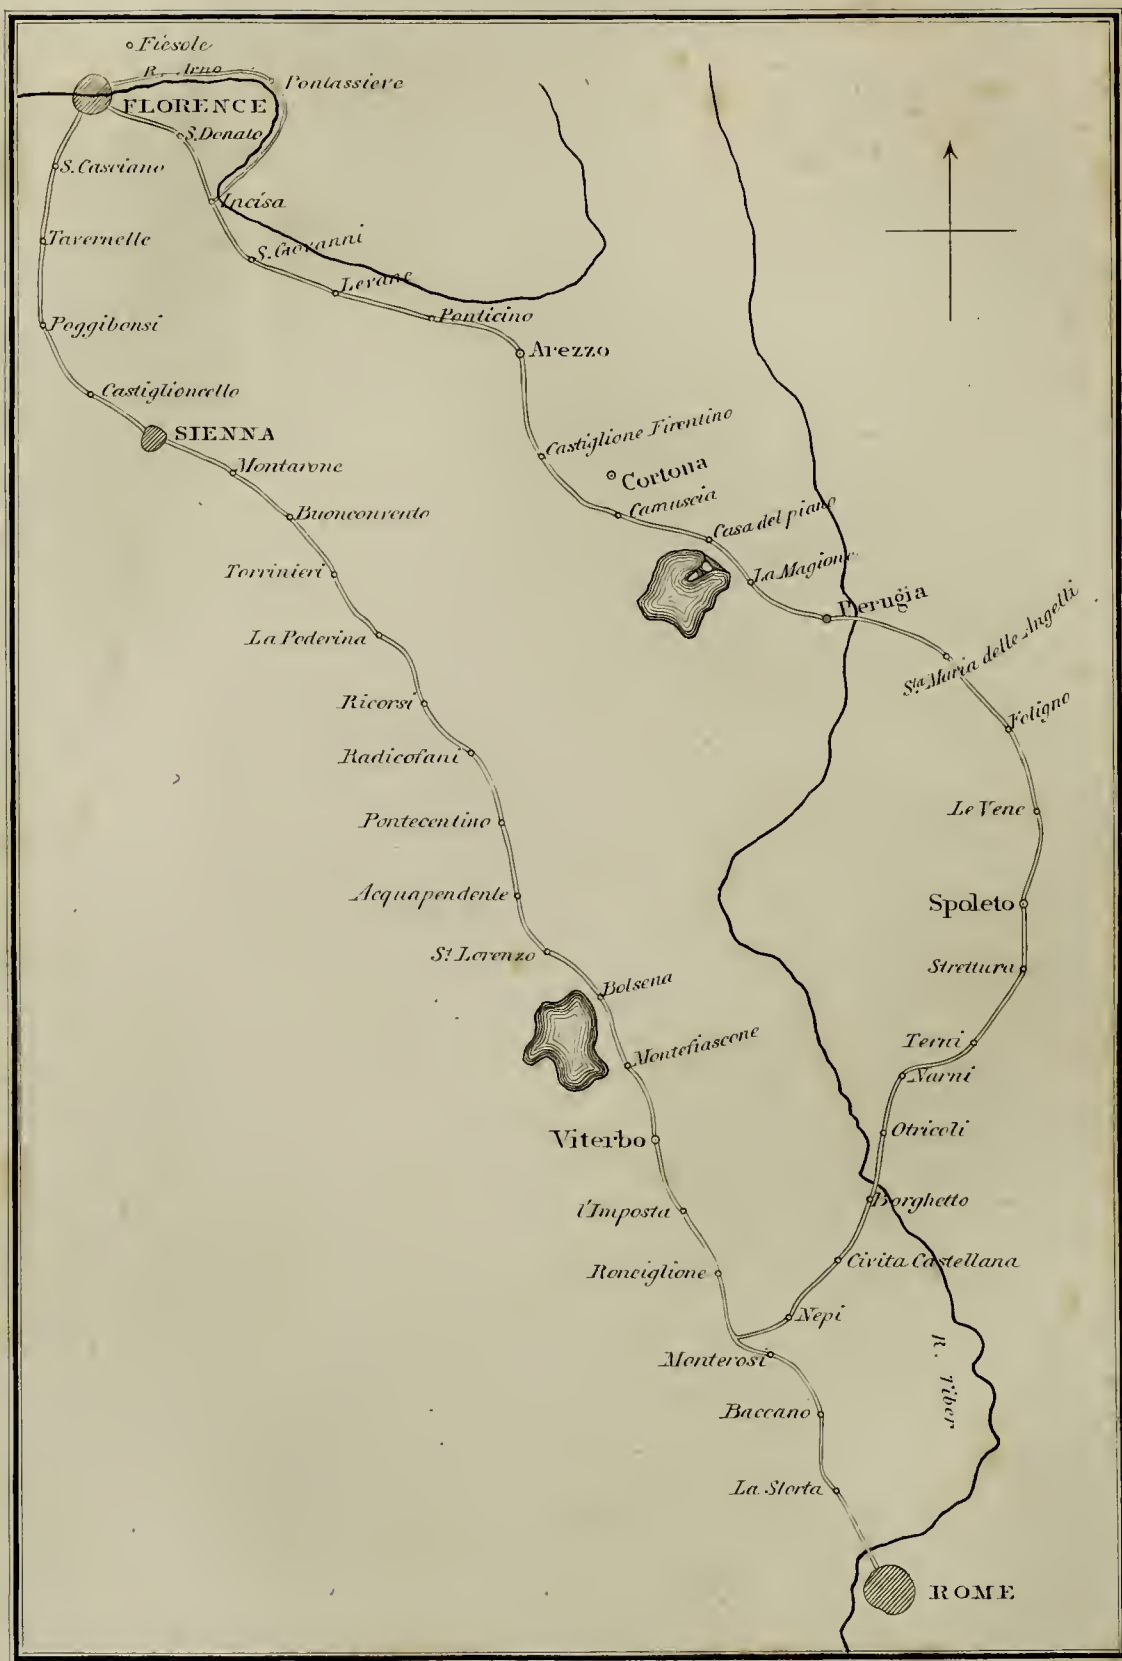 Fiésole
R. Arno
Pontassieve
FLORENCE
S. Donato
S. Casciano
Incisa
Tavernelle
S. Giovanni
Levane
Ponticino
Poggibonsi
Arezzo
Castiglioncello
SIENNA
Castiglione Firentino
Cortona
Montarone
Camuscia
Buonconvento
Casa del piano
Torrinieri
La Magione
Perugia
La Poderina
Sta. Maria delle Angelli
Ricorsi
Foligno
Radicofani
Le Vene
Pontecentino
Acquapendente
Spoleto
St. Lorenzo
Strettura
Bolsena
Montefiascone
Terni
Narni
Viterbo
Otricoli
l'Imposta
Borghetto
Ronciglione
Civita Castellana
Nepi
Monterosi
R. Tiber
Baccano
La Storta
ROME